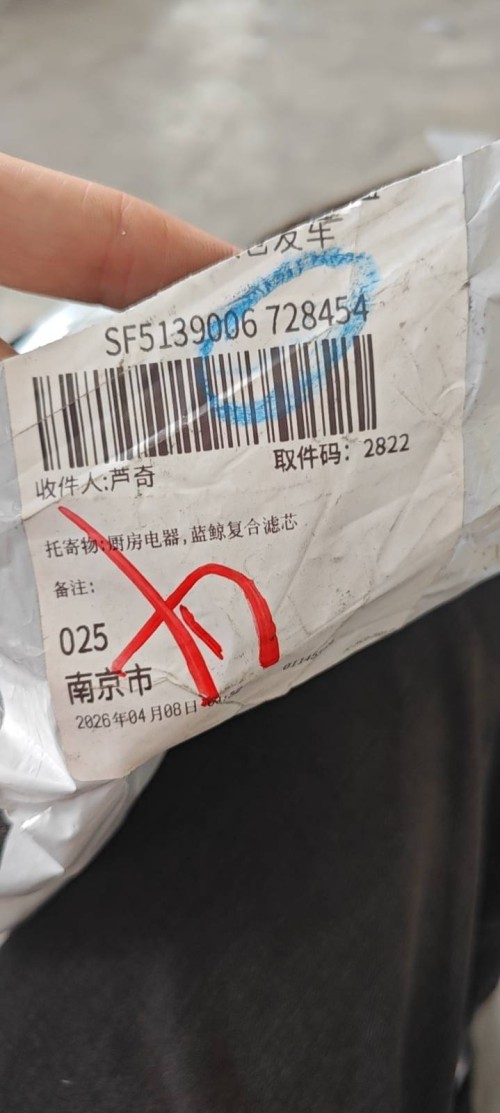 发车
SF5139006 728454
收件人:芦奇
取件码：2822
托寄物:厨房电器,蓝鲸复合滤芯
备注:
025
南京市
2026年04月08日